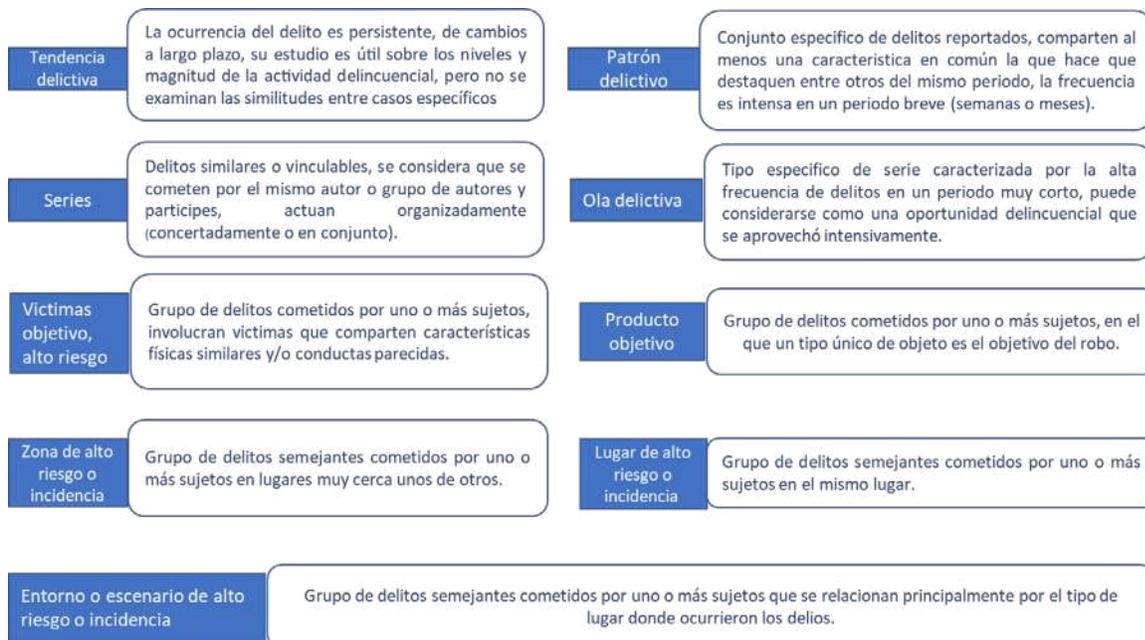 Tendencia
delictiva
La ocurrencia del delito es persistente, de cambios
a largo plazo, su estudio es útil sobre los niveles y
magnitud de la actividad delincuencial, pero no se
examinan las similitudes entre casos específicos
Patrón
delictivo
Conjunto especifico de delitos reportados, comparten al
menos una caracteristica en común la que hace que
destaquen entre otros del mismo periodo, la frecuencia
es intensa en un periodo breve (semanas o meses).
Series
Delitos similares o vinculables, se considera que se
cometen por el mismo autor o grupo de autores y
participes, actuan organizadamente
(concertadamente o en conjunto).
Ola delictiva
Tipo especifico de serie caracterizada por la alta
frecuencia de delitos en un periodo muy corto, puede
considerarse como una oportunidad delincuencial que
se aprovechó intensivamente.
Victimas
objetivo,
alto riesgo
Grupo de delitos cometidos por uno o más sujetos,
involucran victimas que comparten características
físicas similares y/o conductas parecidas.
Producto
objetivo
Grupo de delitos cometidos por uno o más sujetos, en el
que un tipo único de objeto es el objetivo del robo.
Zona de alto
riesgo o
incidencia
Grupo de delitos semejantes cometidos por uno o
más sujetos en lugares muy cerca unos de otros.
Lugar de alto
riesgo o
incidencia
Grupo de delitos semejantes cometidos por uno o más
sujetos en el mismo lugar.
Entorno o escenario de alto
riesgo o incidencia
Grupo de delitos semejantes cometidos por uno o más sujetos que se relacionan principalmente por el tipo de
lugar donde ocurrieron los delios.